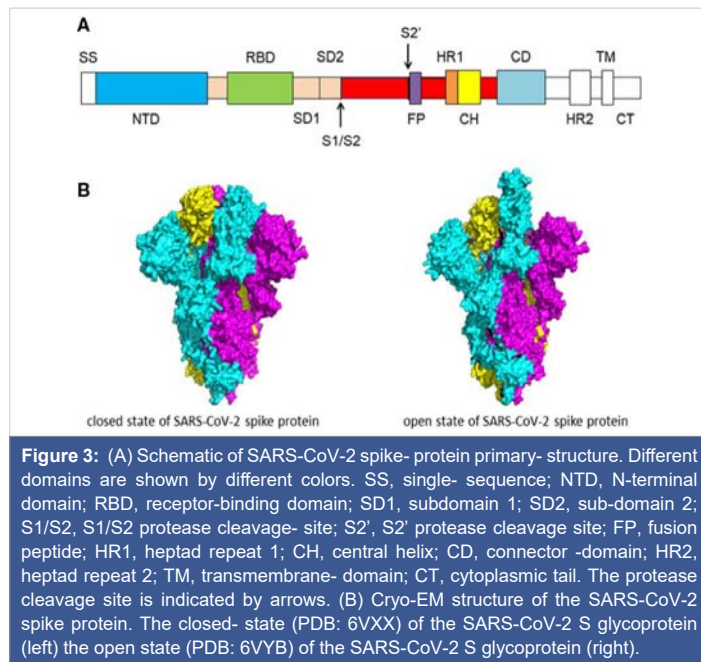 A
S2'
SS
RBD
SD2
HR1
CD
TM
NTD
SD1
FP
CH
HR2
CT
S1/S2
B
closed state of SARS-CoV-2 spike protein
open state of SARS-CoV-2 spike protein
Figure 3: (A) Schematic of SARS-CoV-2 spike- protein primary- structure. Different
domains are shown by different colors. SS, single- sequence; NTD, N-terminal
domain; RBD, receptor-binding domain; SD1, subdomain 1; SD2, sub-domain 2;
S1/S2, S1/S2 protease cleavage- site; S2’, S2’ protease cleavage site; FP, fusion
peptide; HR1, heptad repeat 1; CH, central helix; CD, connector -domain; HR2,
heptad repeat 2; TM, transmembrane- domain; CT, cytoplasmic tail. The protease
cleavage site is indicated by arrows. (B) Cryo-EM structure of the SARS-CoV-2
spike protein. The closed- state (PDB: 6VXX) of the SARS-CoV-2 S glycoprotein
(left) the open state (PDB: 6VYB) of the SARS-CoV-2 S glycoprotein (right).